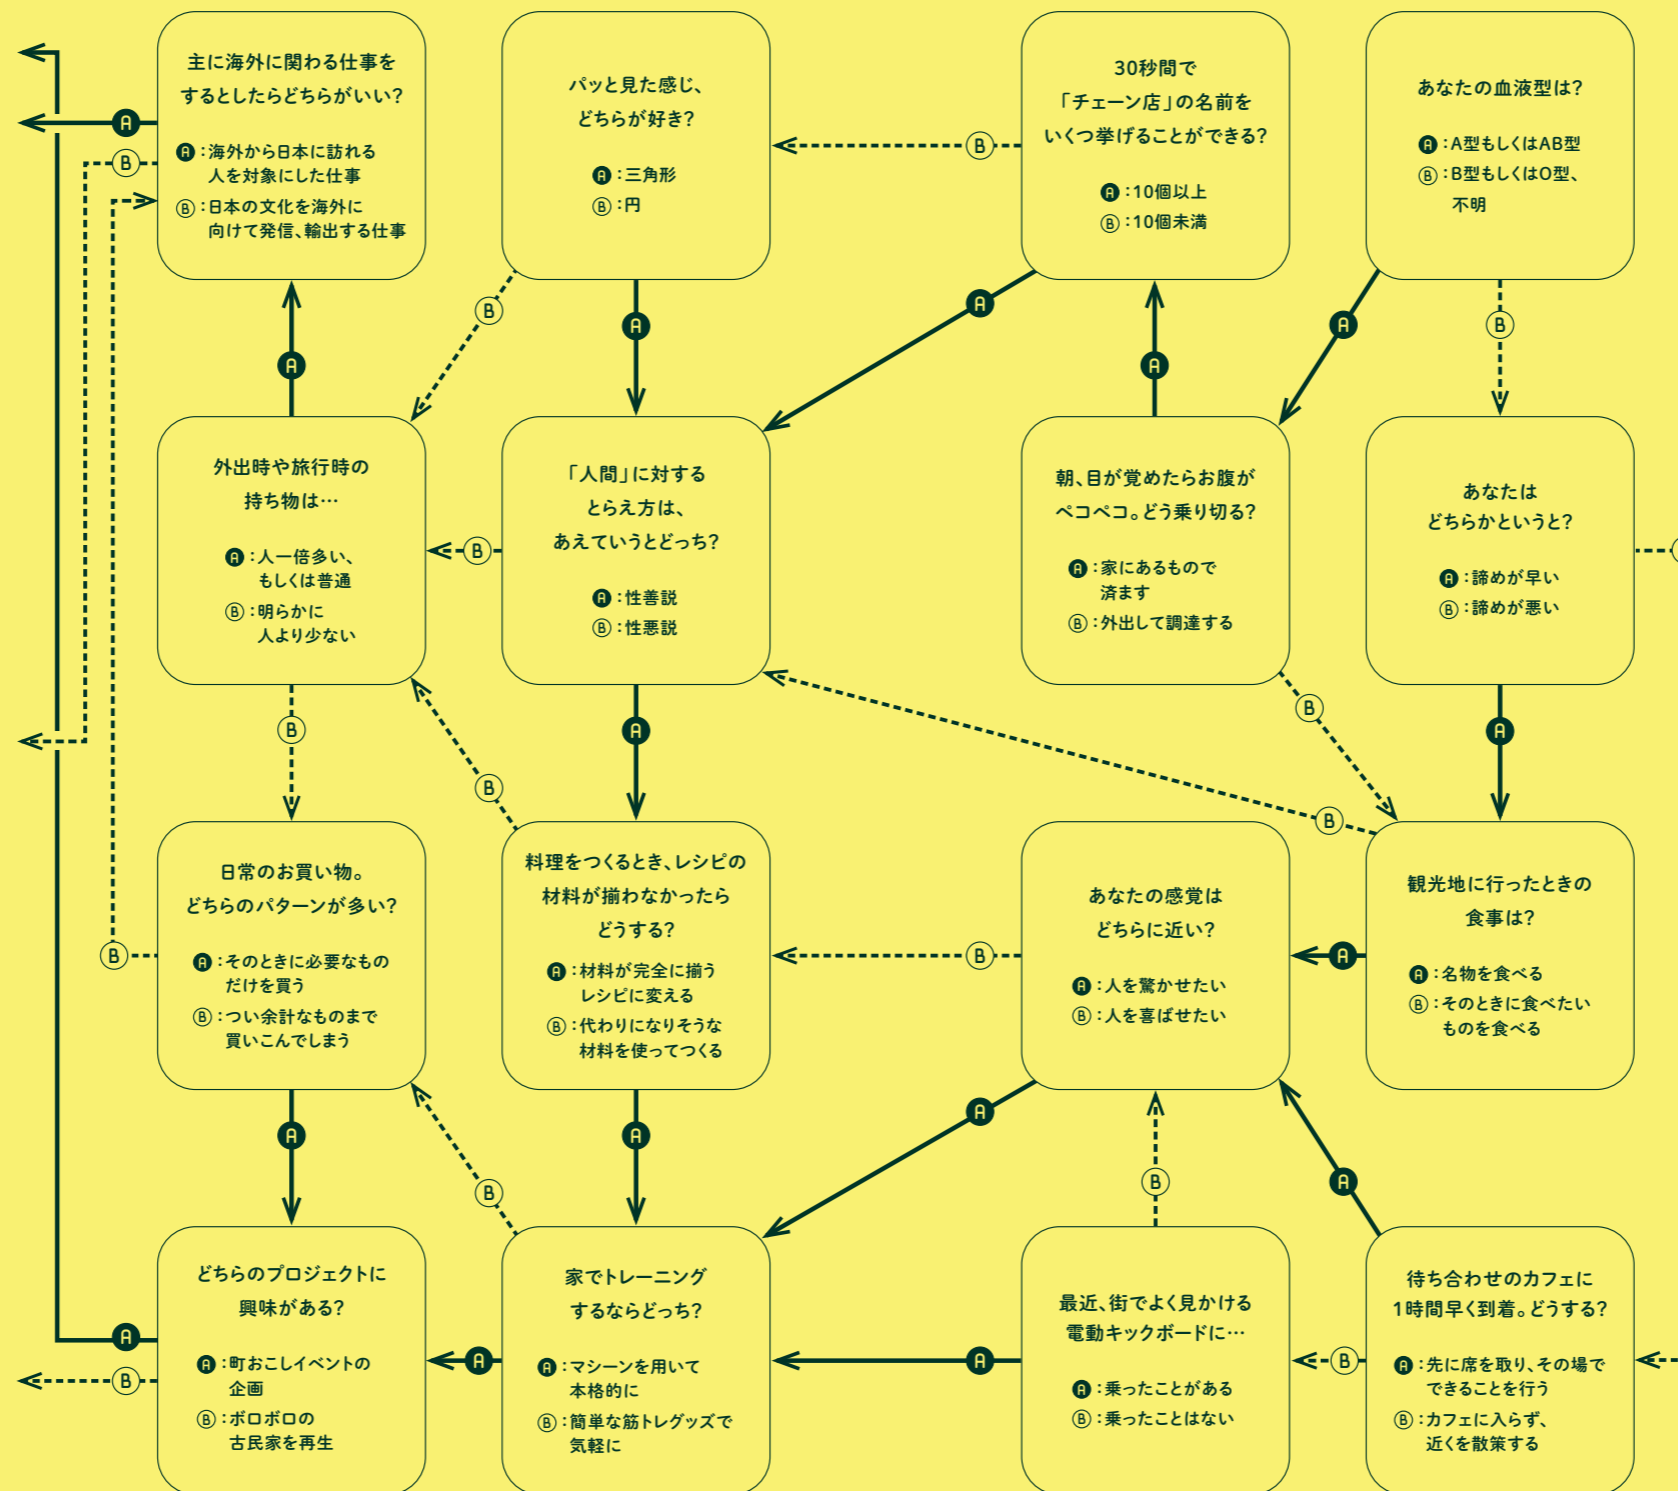 主に海外に関わる仕事を
するとしたらどちらがいい?
A:海外から日本に訪れる
人を対象にした仕事
B:日本の文化を海外に
向けて発信、輸出する仕事
A
B
パッと見た感じ、
どちらが好き?
A:三角形
B:円
B
30秒間で
「チェーン店」の名前を
いくつ挙げることができる?
A:10個以上
B:10個未満
あなたの血液型は?
A:A型もしくはAB型
B:B型もしくはO型、
不明
A
B
A
A
A
A
B
外出時や旅行時の
持ち物は…
A:人一倍多い、
もしくは普通
B:明らかに
人より少ない
B
「人間」に対する
とらえ方は、
あえていうとどっち?
A:性善説
B:性悪説
朝、目が覚めたらお腹が
ペコペコ。どう乗り切る?
A:家にあるもので
済ます
B:外出して調達する
あなたは
どちらかというと?
A:諦めが早い
B:諦めが悪い
B
B
A
B
A
B
日常のお買い物。
どちらのパターンが多い?
A:そのときに必要なもの
だけを買う
B:つい余計なものまで
買いこんでしまう
B
料理をつくるとき、レシピの
材料が揃わなかったら
どうする?
A:材料が完全に揃う
レシピに変える
B:代わりになりそうな
材料を使ってつくる
B
あなたの感覚は
どちらに近い?
A:人を驚かせたい
B:人を喜ばせたい
A
観光地に行ったときの
食事は?
A:名物を食べる
B:そのときに食べたい
ものを食べる
A
B
A
A
B
A
どちらのプロジェクトに
興味がある?
A:町おこしイベントの
企画
B:ボロボロの
古民家を再生
A
B
A
家でトレーニング
するならどっち?
A:マシーンを用いて
本格的に
B:簡単な筋トレグッズで
気軽に
A
最近、街でよく見かける
電動キックボードに…
A:乗ったことがある
B:乗ったことはない
B
待ち合わせのカフェに
1時間早く到着。どうする?
A:先に席を取り、その場で
できることを行う
B:カフェに入らず、
近くを散策する